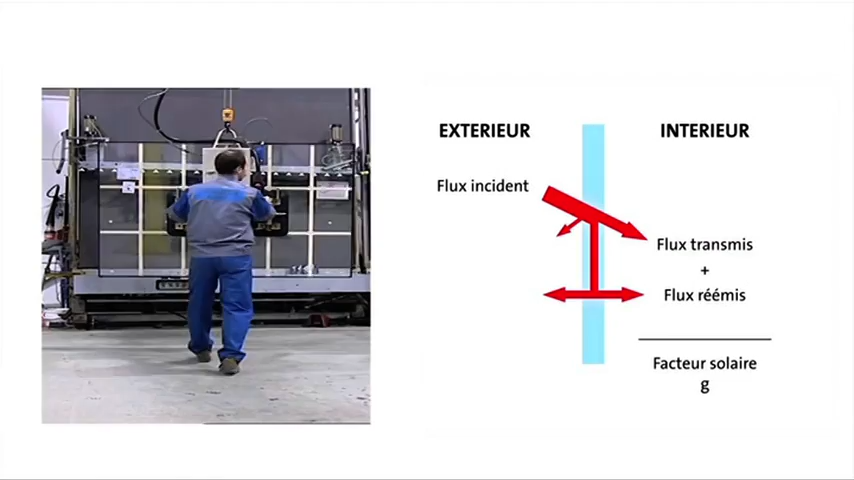 EXTERIEUR
INTERIEUR
Flux incident
Flux transmis
+
Flux réémis
Facteur solaire
g